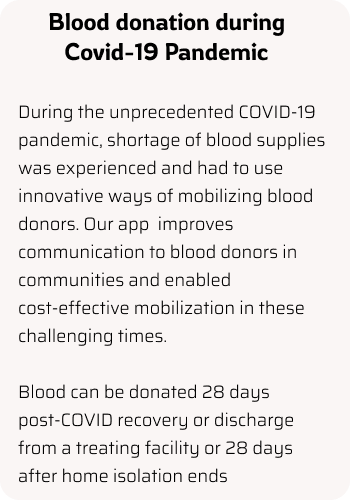 Blood donation during
Covid-19 Pandemic
During the unprecedented COVID-19
pandemic, shortage of blood supplies
was experienced and had to use
innovative ways of mobilizing blood
donors. Our app  improves
communication to blood donors in
communities and enabled
cost-effective mobilization in these
challenging times.
Blood can be donated 28 days
post-COVID recovery or discharge
from a treating facility or 28 days
after home isolation ends